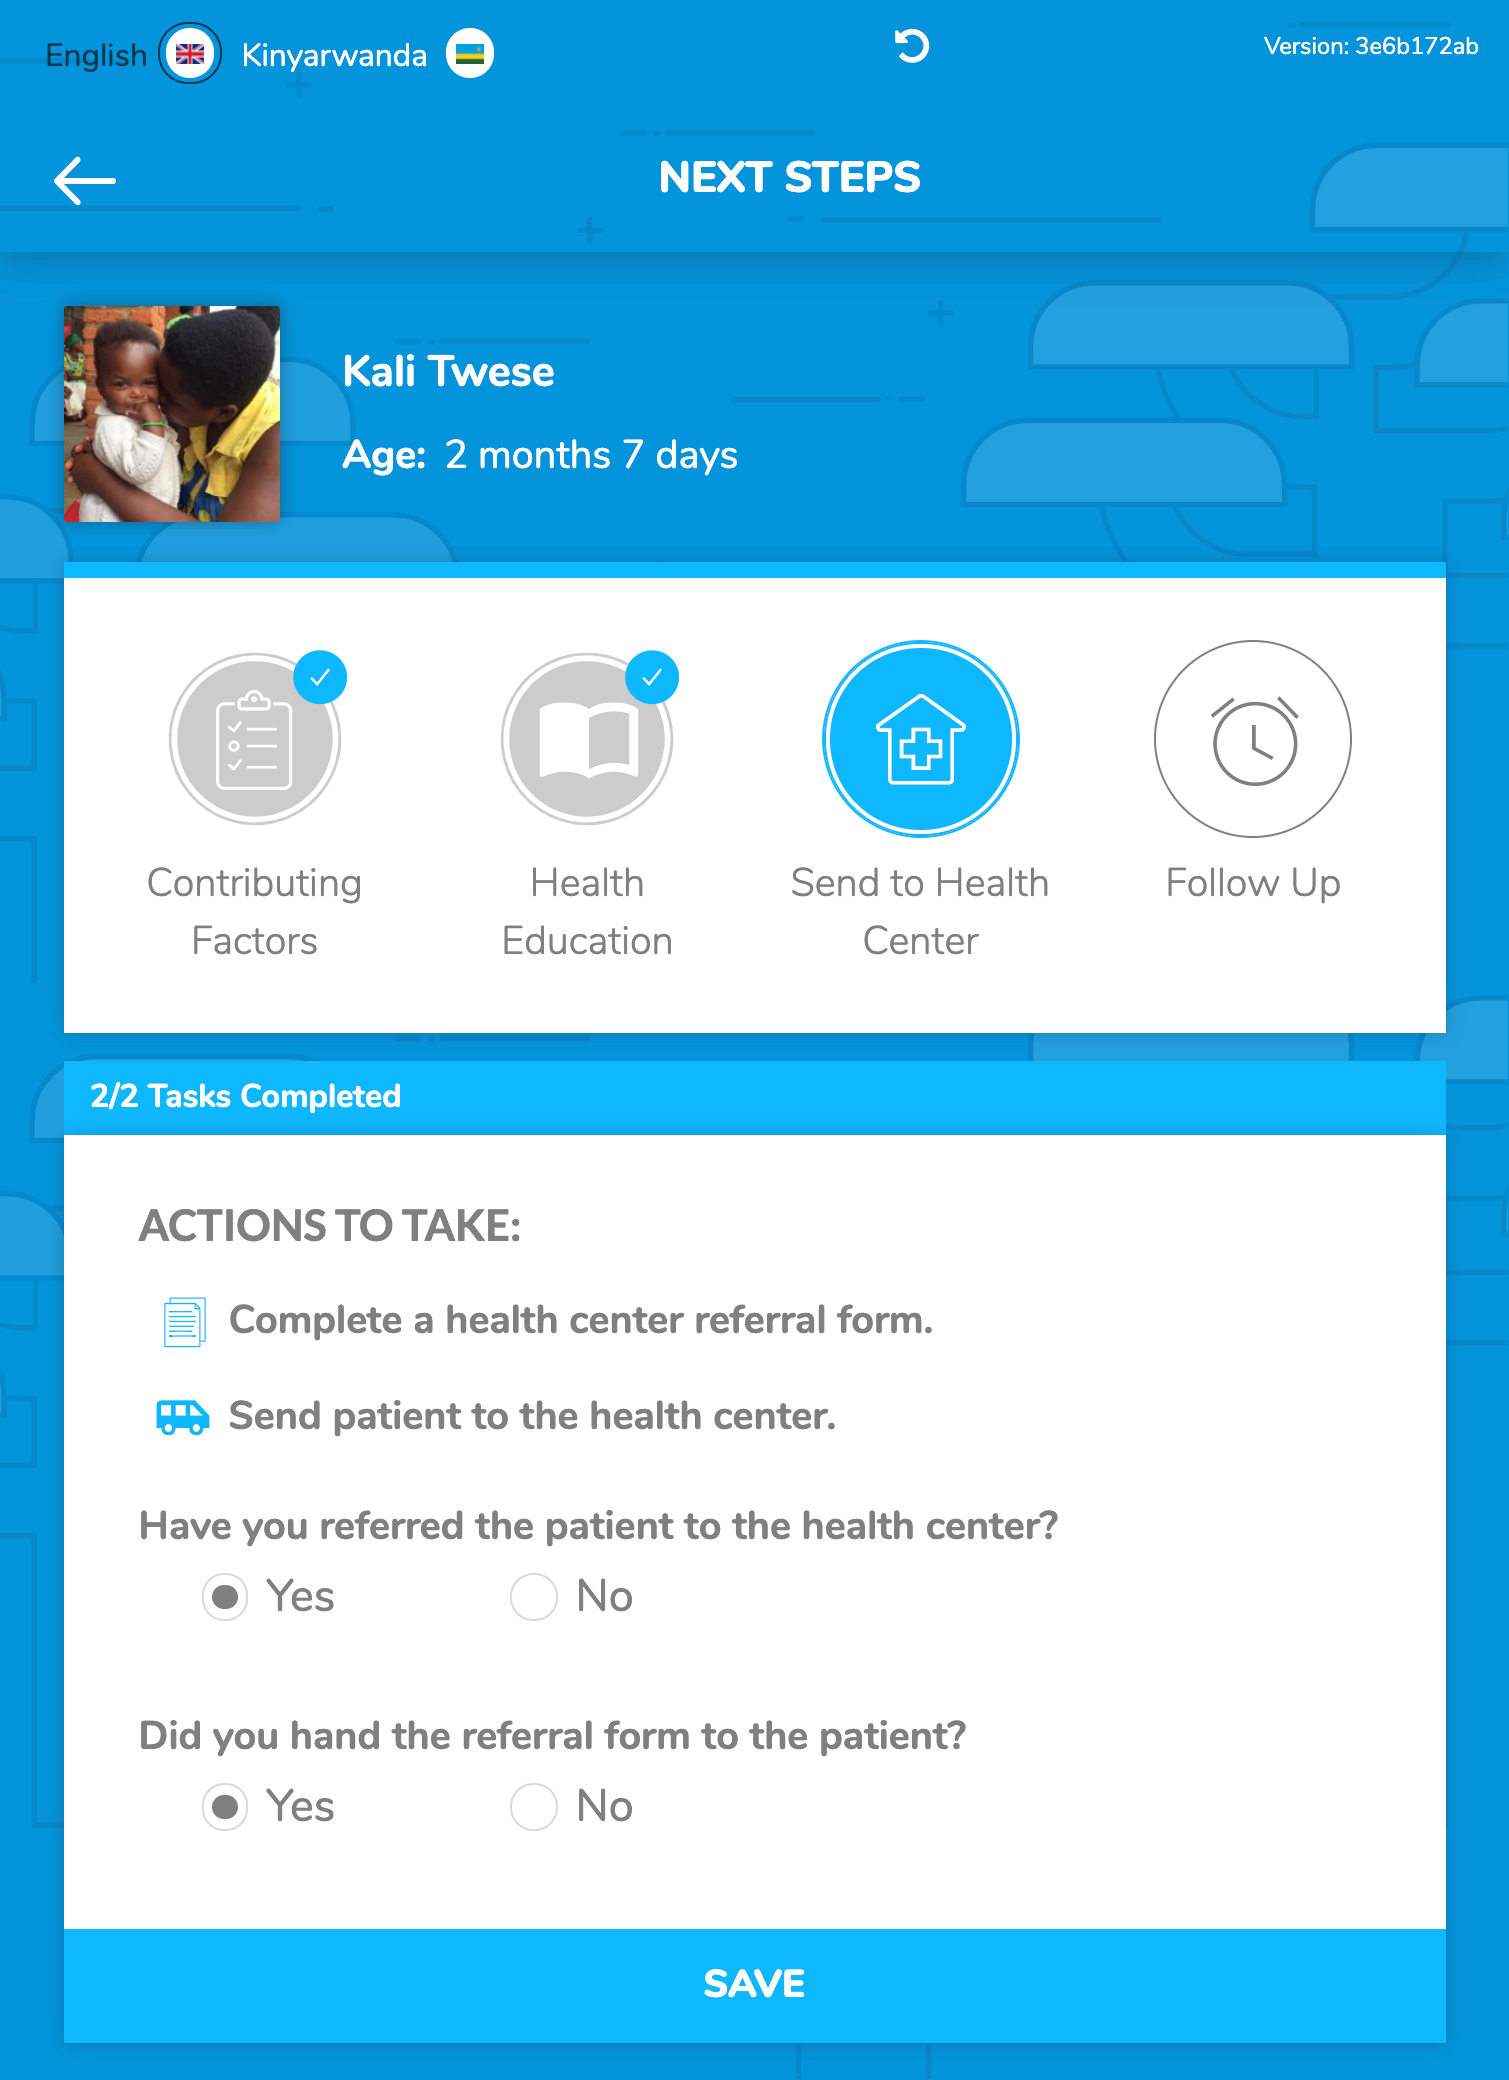 English Kinyarwanda Version: 3e6b172ab
NEXT STEPS
Kali Twese
Age: 2 months 7 days
Contributing
Factors
Health
Education
Send to Health
Center
Follow Up
2/2 Tasks Completed
ACTIONS TO TAKE:
Complete a health center referral form.
Send patient to the health center.
Have you referred the patient to the health center?
Yes No
Did you hand the referral form to the patient?
Yes No
SAVE